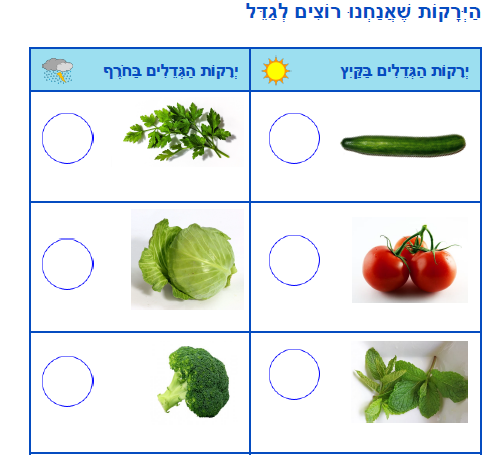 הַיְּרָקוֹת שֶׁאֲנַחְנוּ רוֹצִים לְגַדֵּל
יְרָקוֹת הַגְּדֵלִים בַּקַּיִץ
יְרָקוֹת הַגְּדֵלִים בַּחֹרֶף